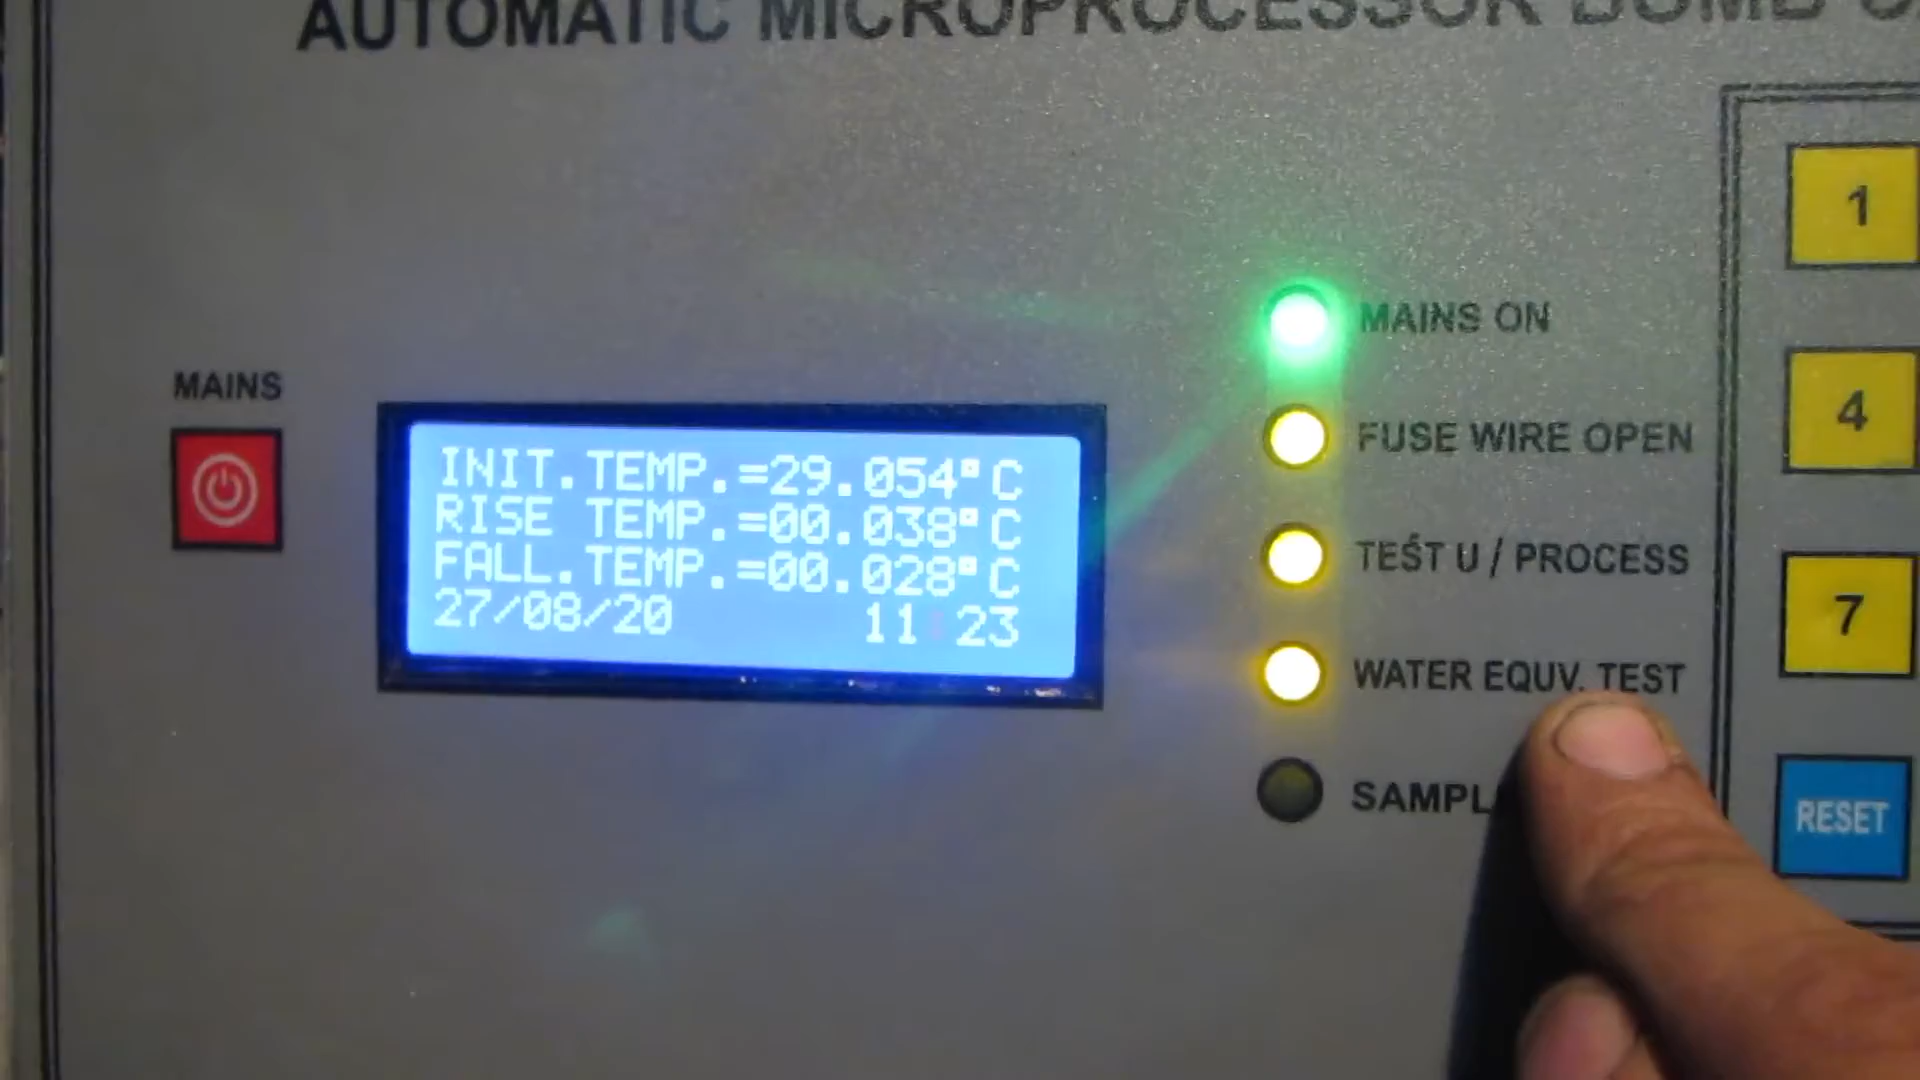 AUTOMATIC MICROPROCESSOR BOMB
MAINS
INIT.TEMP.=29.054°C
RISE TEMP.=00.038°C
FALL.TEMP.=00.028°C
27/08/20 11:23
MAINS ON
FUSE WIRE OPEN
TEST U / PROCESS
WATER EQUV. TEST
1
4
7
RESET